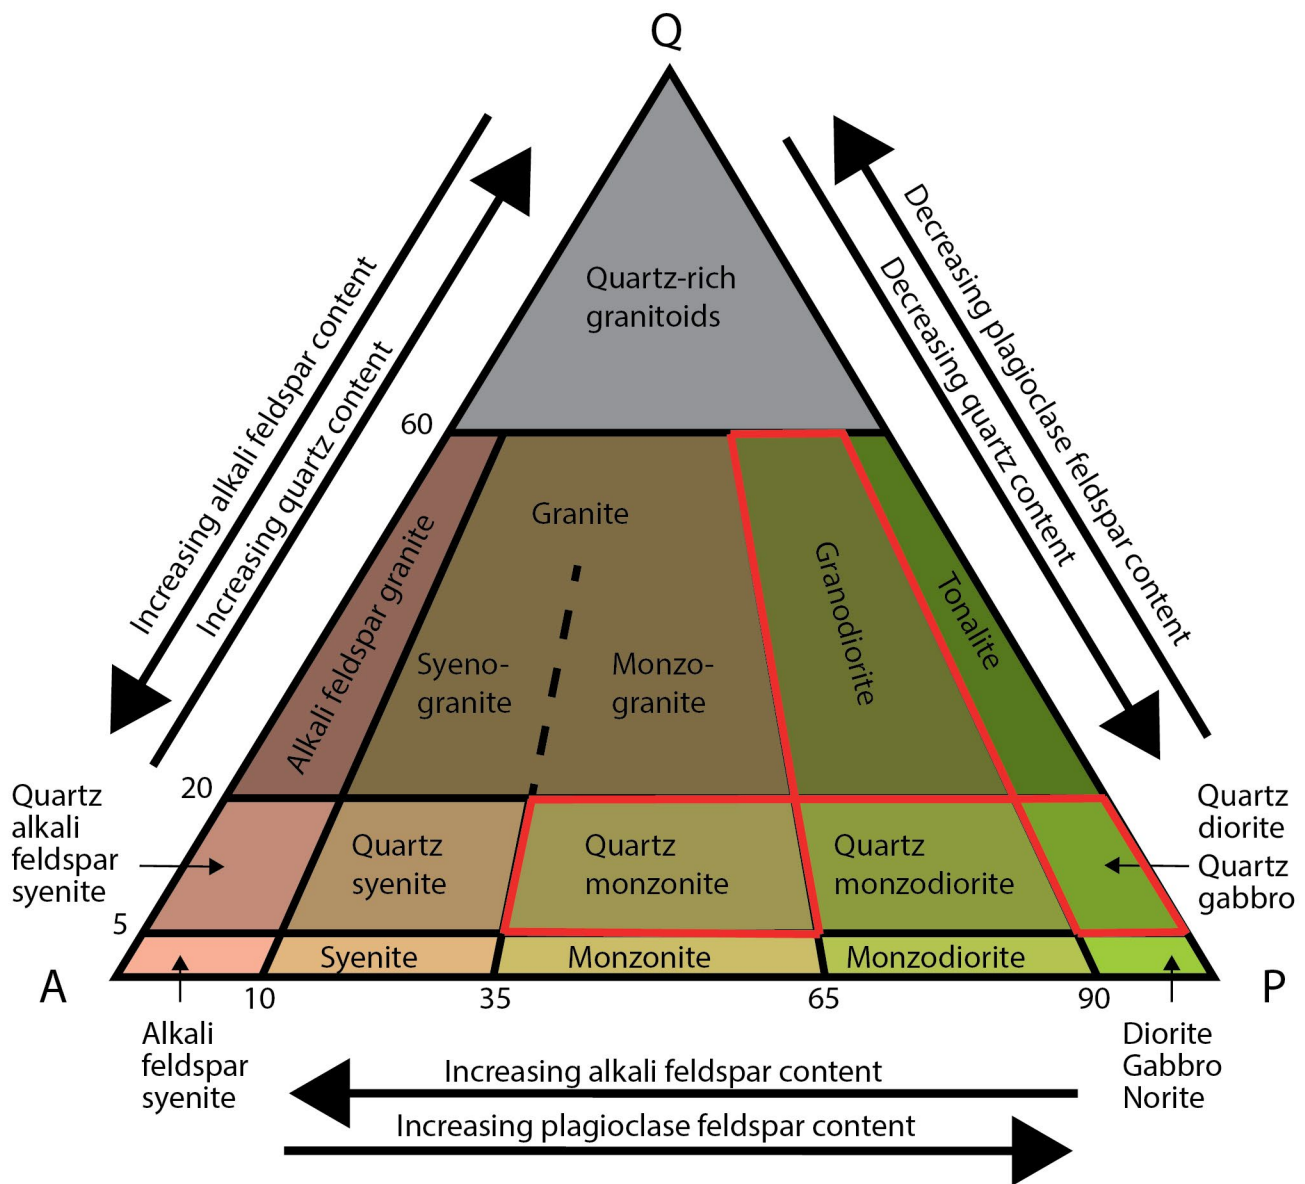 Q
Increasing alkali feldspar content
Increasing quartz content
Decreasing plagioclase feldspar content
Decreasing quartz content
Quartz-rich
granitoids
60
Alkali feldspar granite
Granite
Syeno-
granite
Monzo-
granite
Granodiorite
Tonalite
20
Quartz
alkali
feldspar
syenite
Quartz
syenite
Quartz
monzonite
Quartz
monzodiorite
Quartz
diorite
Quartz
gabbro
5
Syenite
Monzonite
Monzodiorite
A
P
10
35
65
90
Alkali
feldspar
syenite
Diorite
Gabbro
Norite
Increasing alkali feldspar content
Increasing plagioclase feldspar content